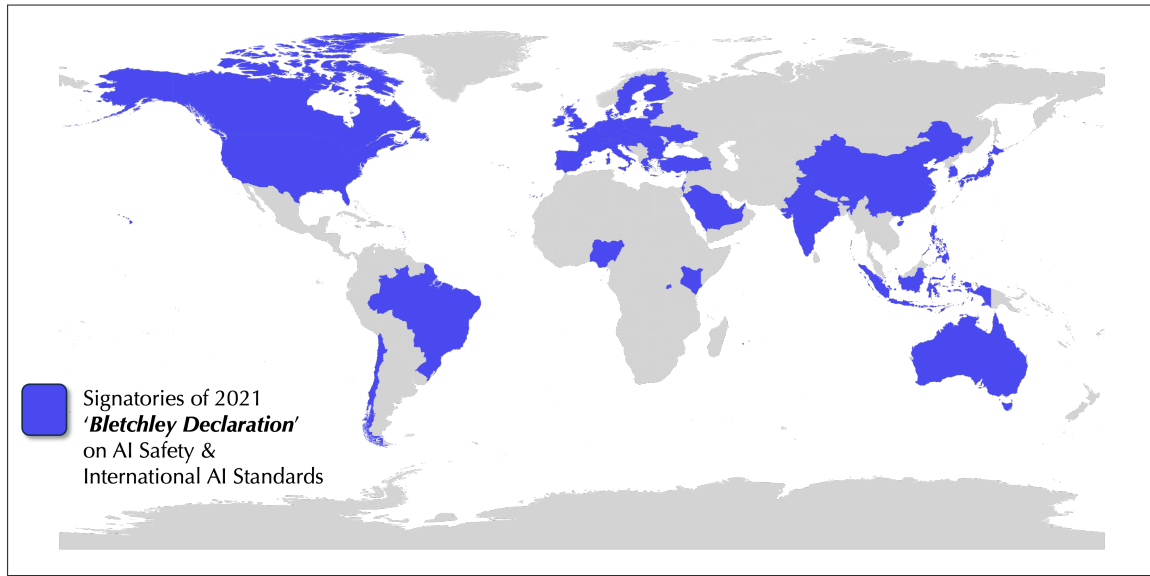 Signatories of 2021
‘Bletchley Declaration’
on AI Safety &
International AI Standards